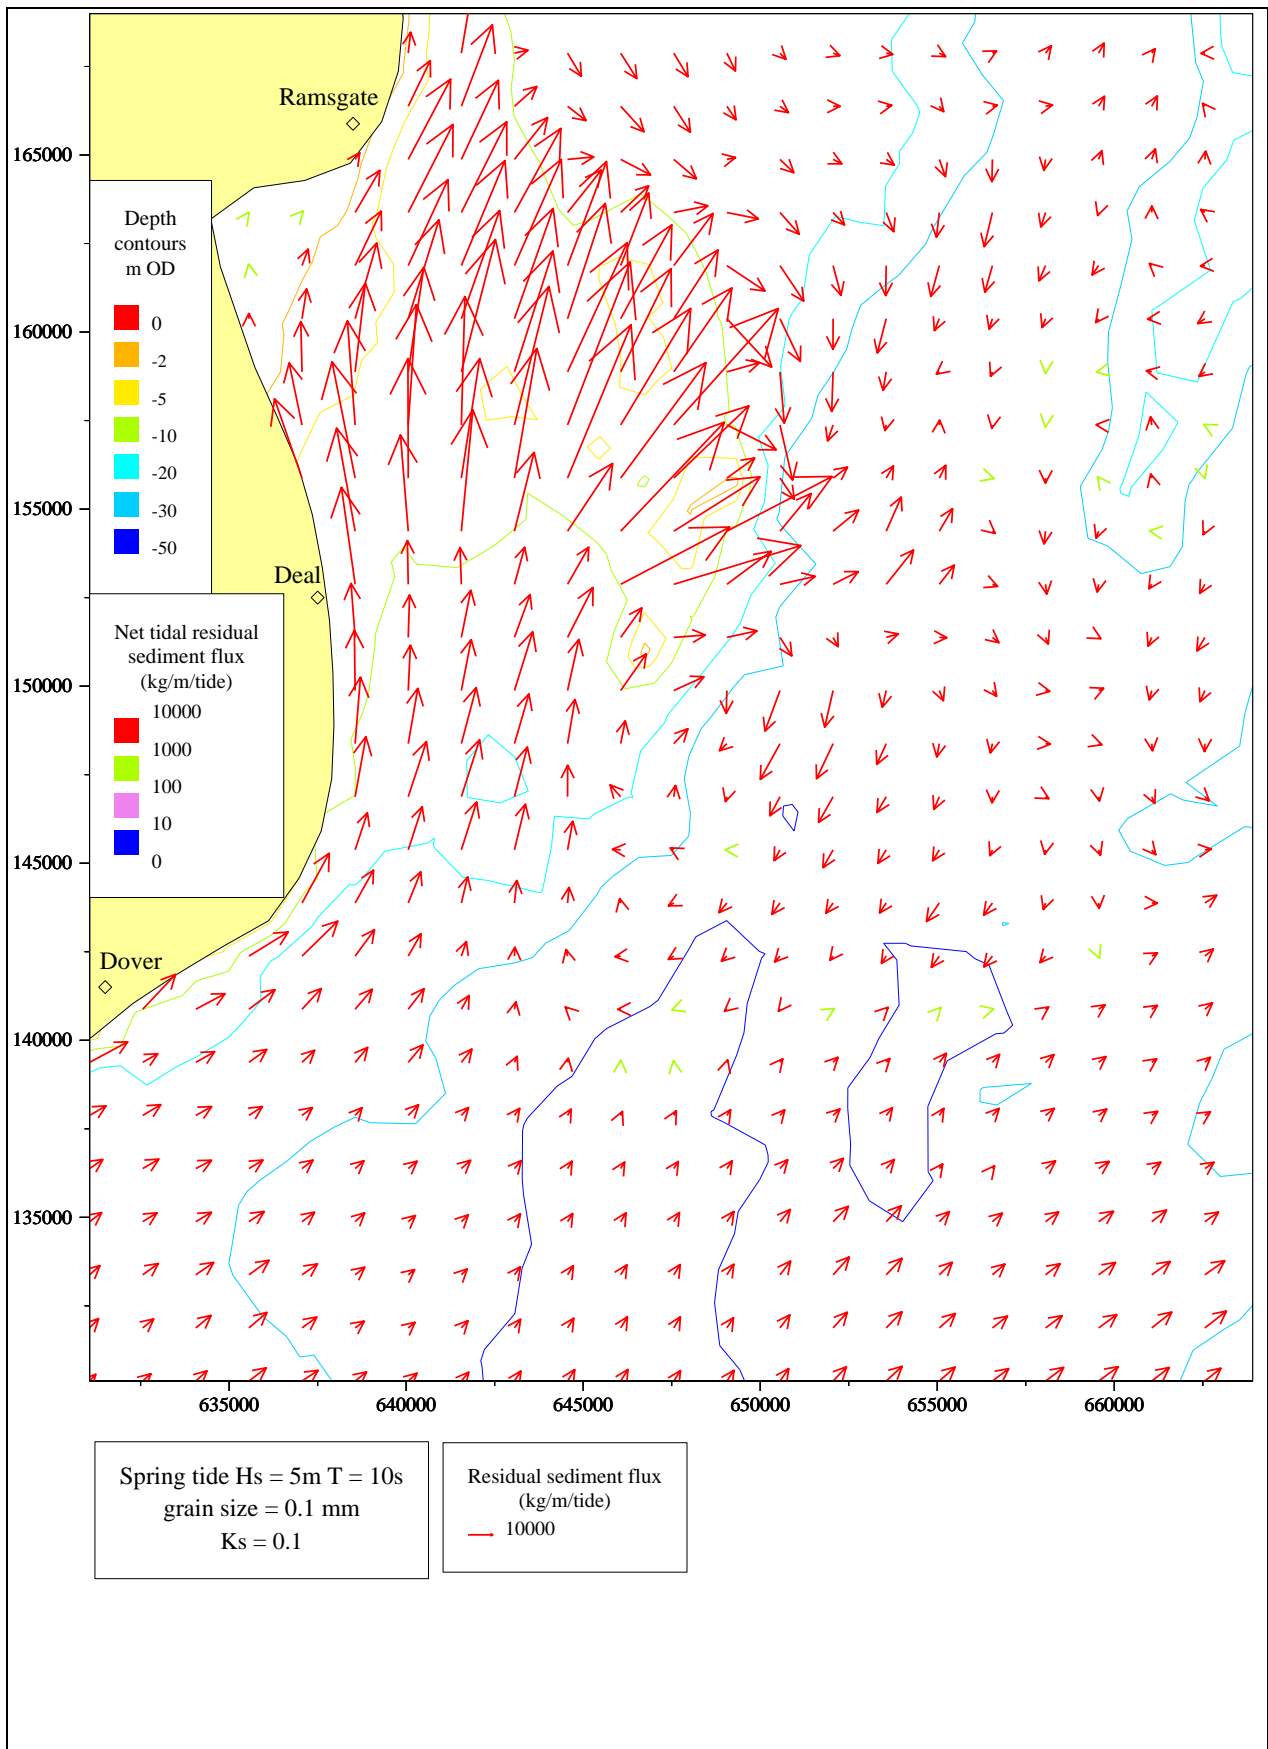 Ramsgate
165000
Depth
contours
m OD
0
-2
-5
-10
-20
-30
-50
160000
155000
Deal
Net tidal residual
sediment flux
(kg/m/tide)
10000
1000
100
10
0
150000
145000
Dover
140000
135000
635000 640000 645000 650000 655000 660000
Spring tide Hs = 5m T = 10s
grain size = 0.1 mm
Ks = 0.1
Residual sediment flux
(kg/m/tide)
10000